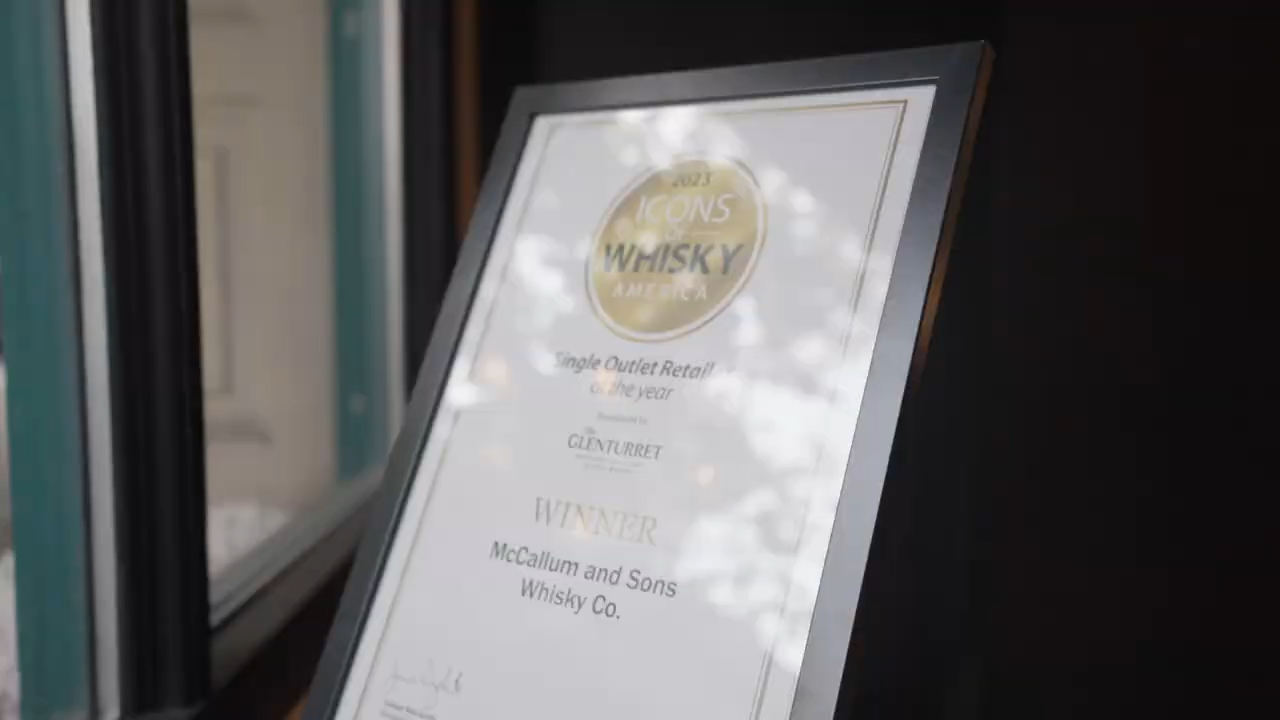 2023
ICONS
WHISKY
AMERICA
Single Outlet Retail
of the year
GLENTURRET
WINNER
McCallum and Sons
Whisky Co.